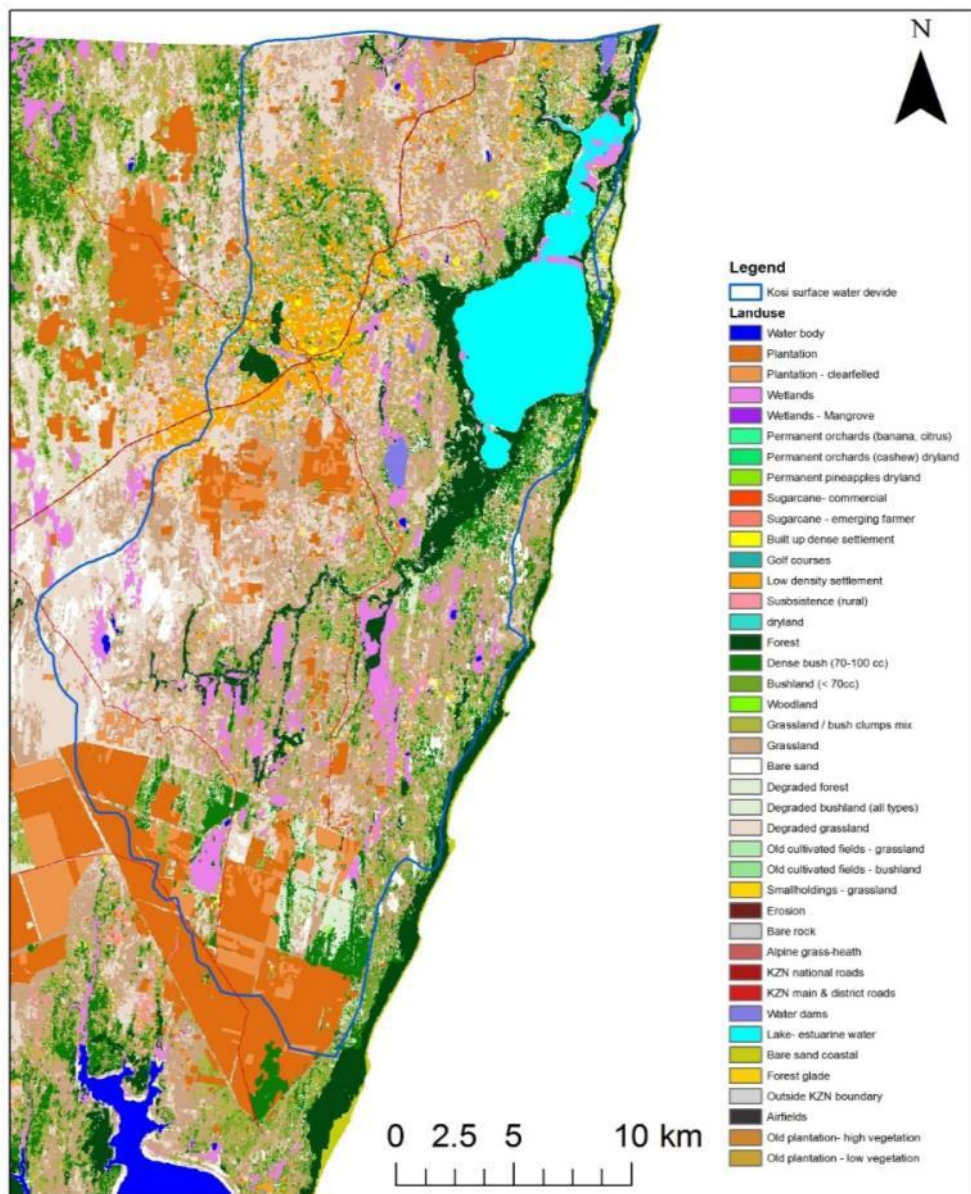 N
Legend
Kosi surface water devide
Landuse
Water body
Plantation
Plantation - clearfelled
Wetlands
Wetlands - Mangrove
Permanent orchards (banana, citrus)
Permanent orchards (cashew) dryland
Permanent pineapples dryland
Sugarcane- commercial
Sugarcane - emerging farmer
Built up dense settlement
Golf courses
Low density settlement
Susbsistence (rural)
dryland
Forest
Dense bush (70-100 cc)
Bushland (< 70cc)
Woodland
Grassland / bush clumps mix
Grassland
Bare sand
Degraded forest
Degraded bushland (all types)
Degraded grassland
Old cultivated fields - grassland
Old cultivated fields - bushland
Smallholdings - grassland
Erosion
Bare rock
Alpine grass-heath
KZN national roads
KZN main & district roads
Water dams
Lake- estuarine water
Bare sand coastal
Forest glade
Outside KZN boundary
Airfields
Old plantation- high vegetation
Old plantation - low vegetation
0 2.5 5 10 km